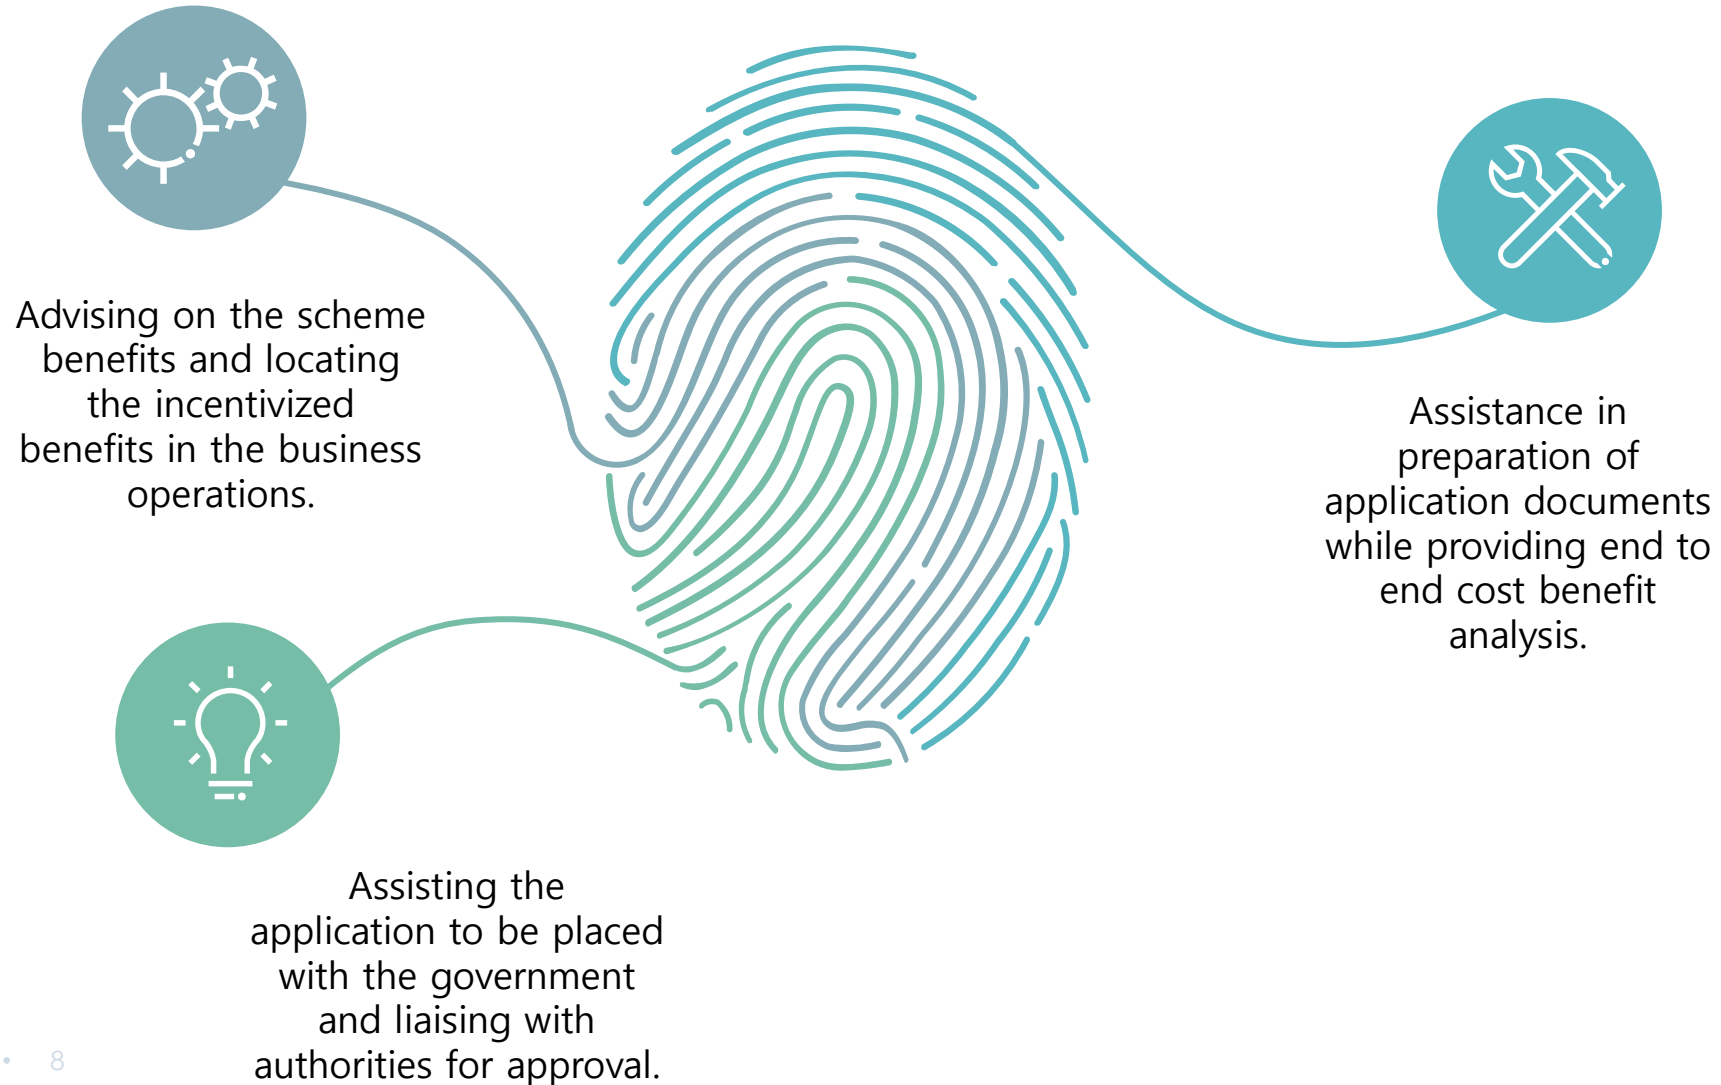 Advising on the scheme
benefits and locating
the incentivized
benefits in the business
operations.
Assistance in
preparation of
application documents
while providing end to
end cost benefit
analysis.
Assisting the
application to be placed
with the government
and liaising with
authorities for approval.
• 8